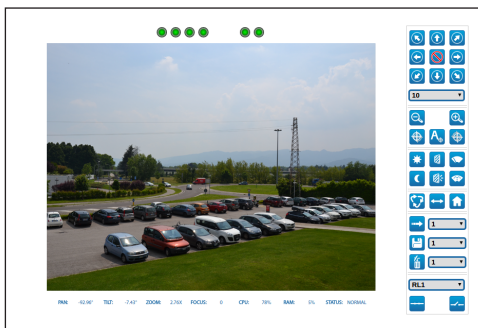 10
A
1
1
1
RL1
PAN: -92.96° TILT: -7.43° ZOOM: 2.76X FOCUS: 0 CPU: 78% RAM: 5% STATUS: NORMAL